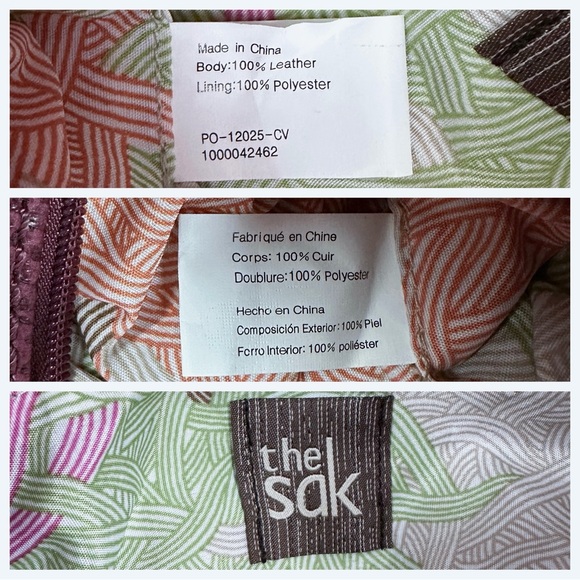 Made in China
Body:100% Leather
Lining:100% Polyester
PO-12025-CV
1000042462
Fabriqué en Chine
Corps: 100% Cuir
Doublure:100% Polyester
Hecho en China
Composición Exterior: 100% Piel
Forro Interior: 100% poliéster
the
sak